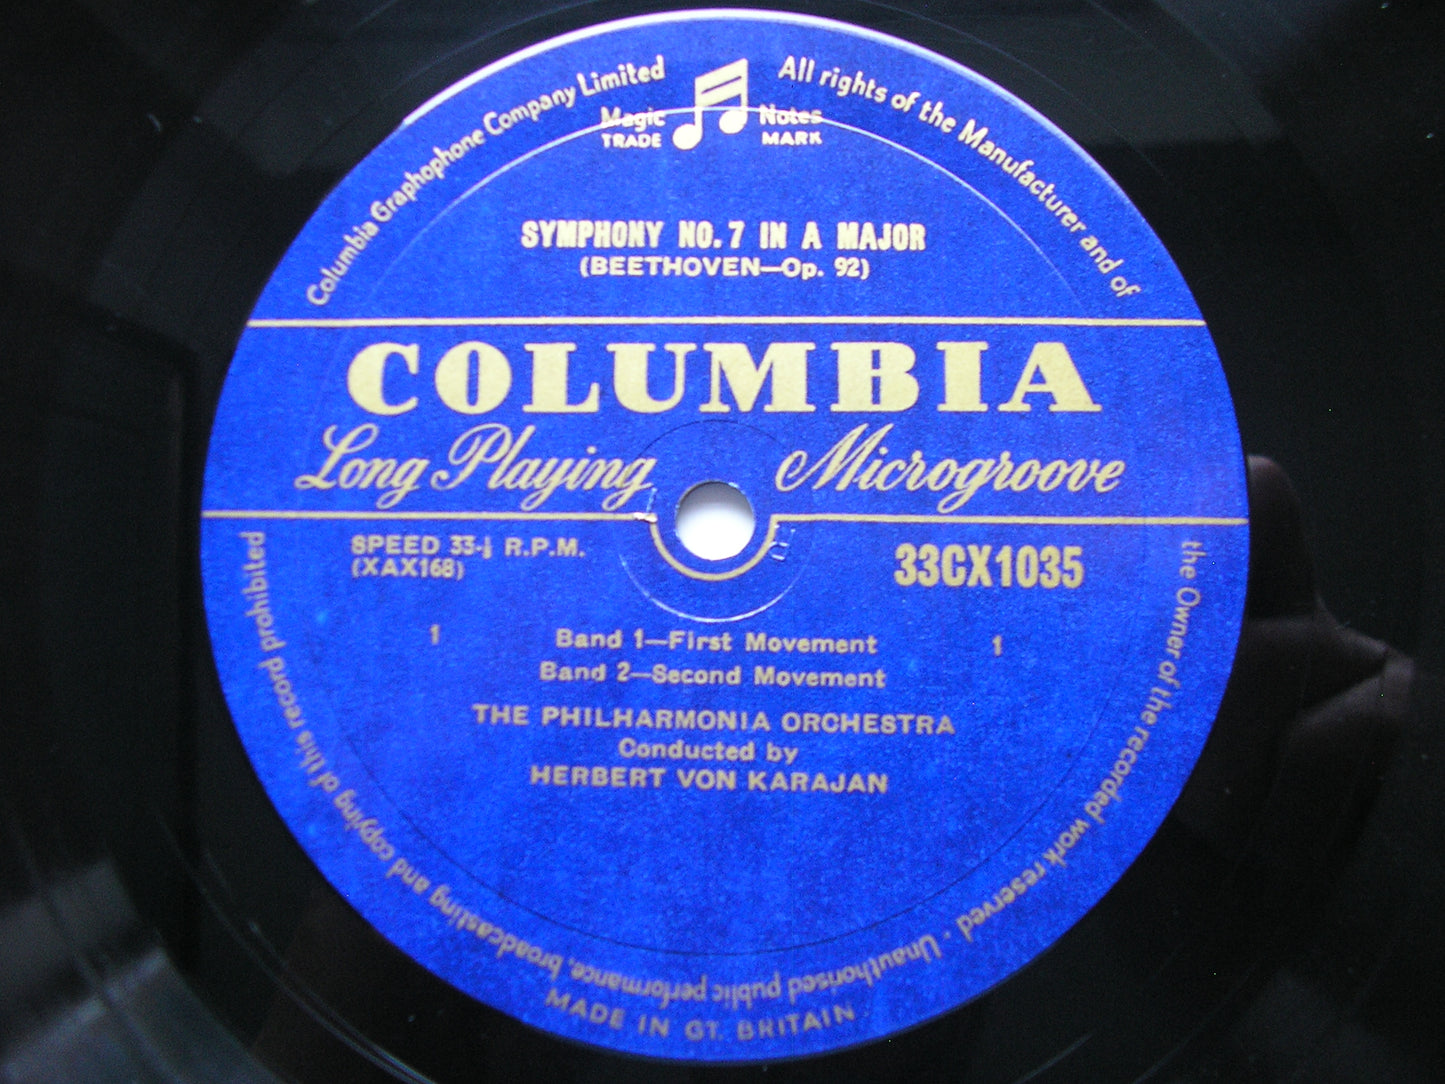 Columbia Graphophone Company Limited
All rights of the Manufacturer and of
the Owner of the recorded work reserved · Unauthorised public performance, broadcasting and copying of this record prohibited
Magic Notes
TRADE MARK
SYMPHONY NO. 7 IN A MAJOR
(BEETHOVEN—Op. 92)
COLUMBIA
Long Playing Microgroove
SPEED 33-⅓ R.P.M.
(XAX168)
33CX1035
1 Band 1—First Movement 1
Band 2—Second Movement
THE PHILHARMONIA ORCHESTRA
Conducted by
HERBERT VON KARAJAN
MADE IN GT. BRITAIN